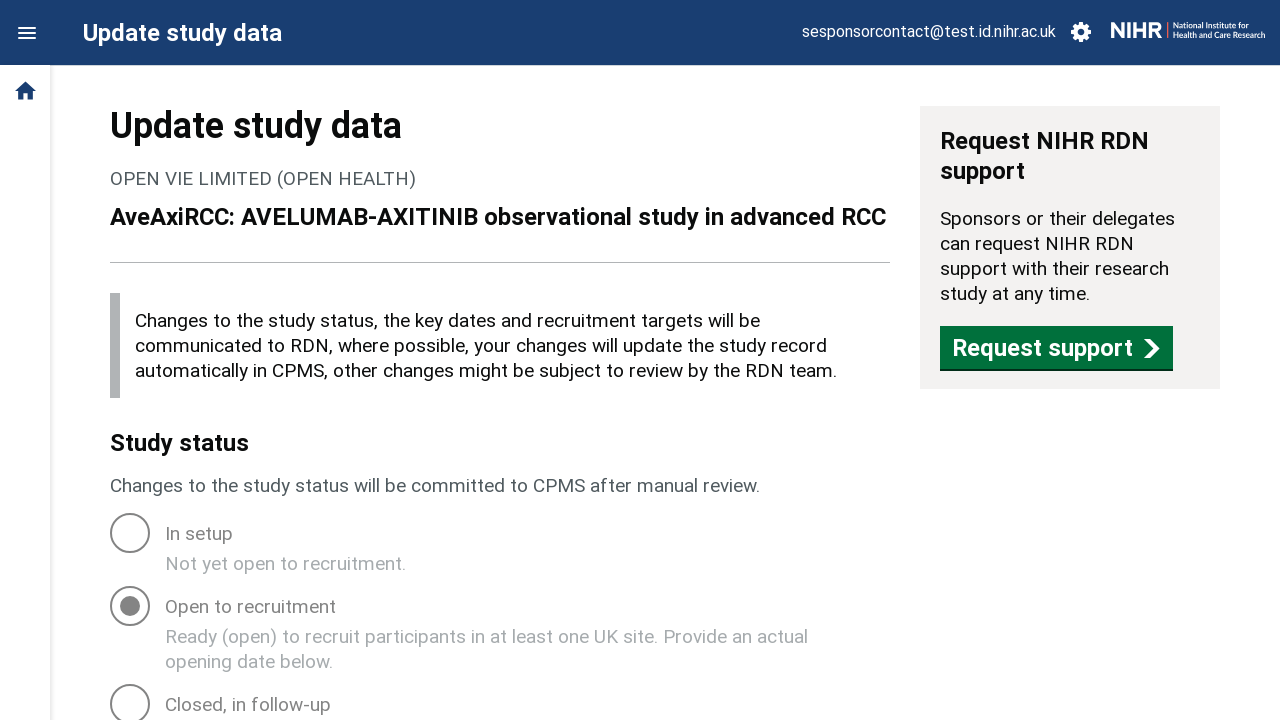 Update study data
sesponsorcontact@test.id.nihr.ac.uk
NIHR
National Institute for
Health and Care Research
Update study data
OPEN VIE LIMITED (OPEN HEALTH)
AveAxiRCC: AVELUMAB-AXITINIB observational study in advanced RCC
Changes to the study status, the key dates and recruitment targets will be
communicated to RDN, where possible, your changes will update the study record
automatically in CPMS, other changes might be subject to review by the RDN team.
Study status
Changes to the study status will be committed to CPMS after manual review.
In setup
Not yet open to recruitment.
Open to recruitment
Ready (open) to recruit participants in at least one UK site. Provide an actual
opening date below.
Closed, in follow-up
Request NIHR RDN
support
Sponsors or their delegates
can request NIHR RDN
support with their research
study at any time.
Request support